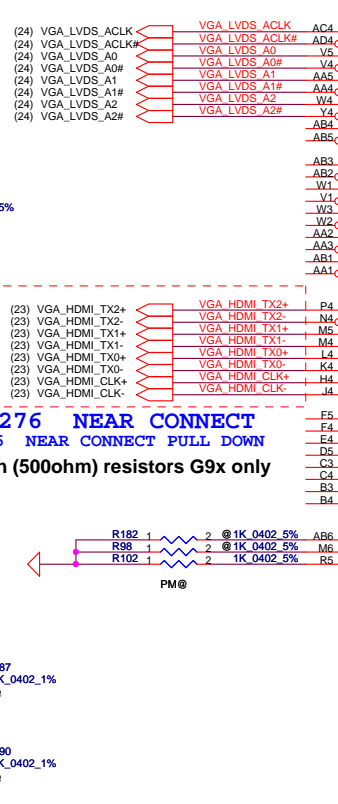 (24) VGA_LVDS_ACLK VGA_LVDS_ACLK AC4
(24) VGA_LVDS_ACLK# VGA_LVDS_ACLK# AD4
(24) VGA_LVDS_A0 VGA_LVDS_A0 V5
(24) VGA_LVDS_A0# VGA_LVDS_A0# V4
(24) VGA_LVDS_A1 VGA_LVDS_A1 AA5
(24) VGA_LVDS_A1# VGA_LVDS_A1# AA4
(24) VGA_LVDS_A2 VGA_LVDS_A2 W4
(24) VGA_LVDS_A2# VGA_LVDS_A2# Y4
AB4
AB5
AB3
AB2
W1
V1
5% W3
W2
AA2
AA3
AB1
AA1
(23) VGA_HDMI_TX2+ VGA_HDMI_TX2+ P4
(23) VGA_HDMI_TX2- VGA_HDMI_TX2- N4
(23) VGA_HDMI_TX1+ VGA_HDMI_TX1+ M5
(23) VGA_HDMI_TX1- VGA_HDMI_TX1- M4
(23) VGA_HDMI_TX0+ VGA_HDMI_TX0+ L4
(23) VGA_HDMI_TX0- VGA_HDMI_TX0- K4
(23) VGA_HDMI_CLK+ VGA_HDMI_CLK+ H4
(23) VGA_HDMI_CLK- VGA_HDMI_CLK- J4
276 NEAR CONNECT
NEAR CONNECT PULL DOWN
(500ohm) resistors G9x only
F5
F4
E4
D5
C3
C4
B3
B4
R182 1 2 @1K_0402_5% AB6
R98 1 2 @1K_0402_5% M6
R102 1 2 1K_0402_5% R5
PM@
87
K_0402_1%
90
K_0402_1%